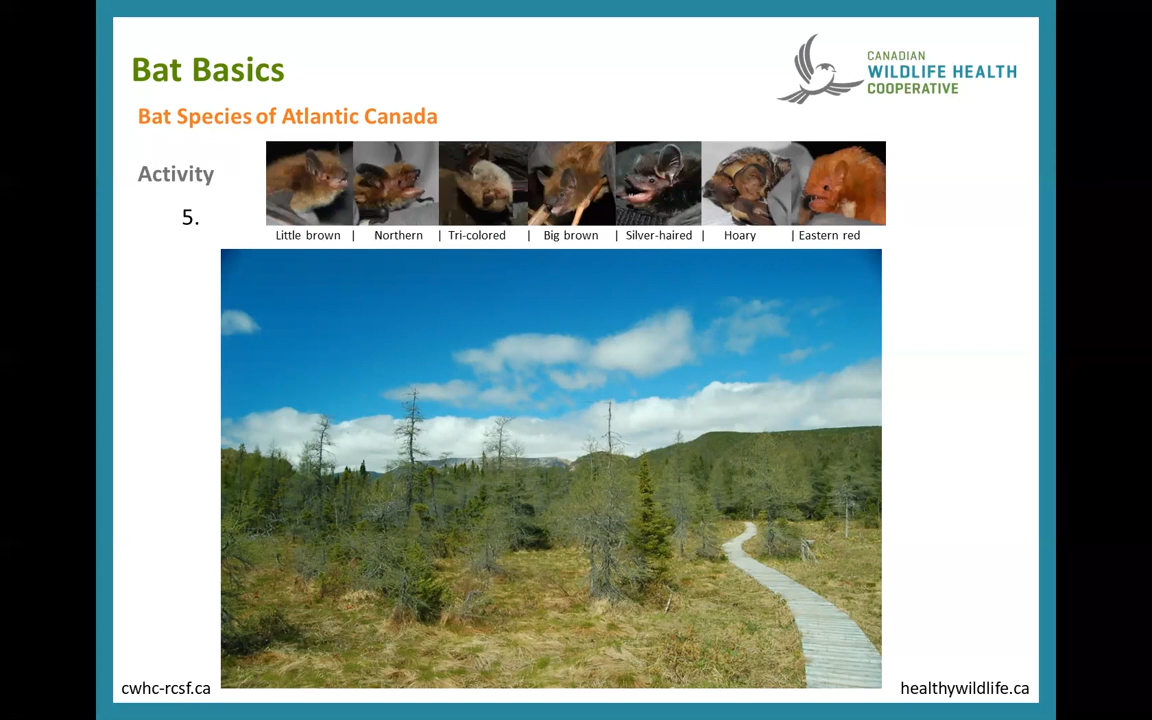 Bat Basics
CANADIAN
WILDLIFE HEALTH
COOPERATIVE
Bat Species of Atlantic Canada
Activity
5.
Little brown | Northern | Tri-colored | Big brown | Silver-haired | Hoary | Eastern red
cwhc-rcsf.ca
healthywildlife.ca